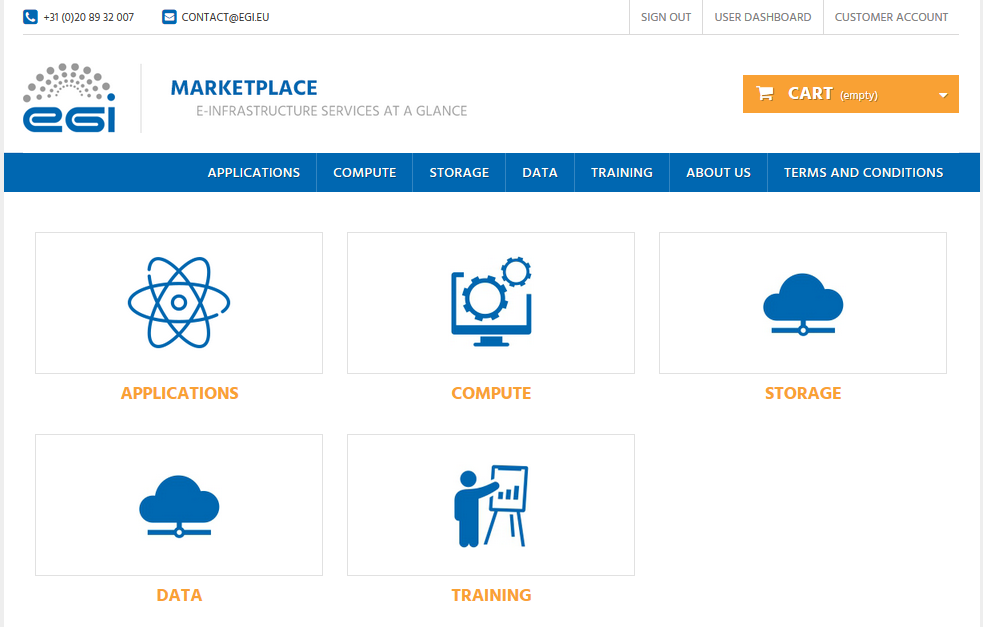 +31 (0)20 89 32 007 CONTACT@EGI.EU SIGN OUT USER DASHBOARD CUSTOMER ACCOUNT
egi
MARKETPLACE
E-INFRASTRUCTURE SERVICES AT A GLANCE
CART (empty)
APPLICATIONS COMPUTE STORAGE DATA TRAINING ABOUT US TERMS AND CONDITIONS
APPLICATIONS COMPUTE STORAGE
DATA TRAINING